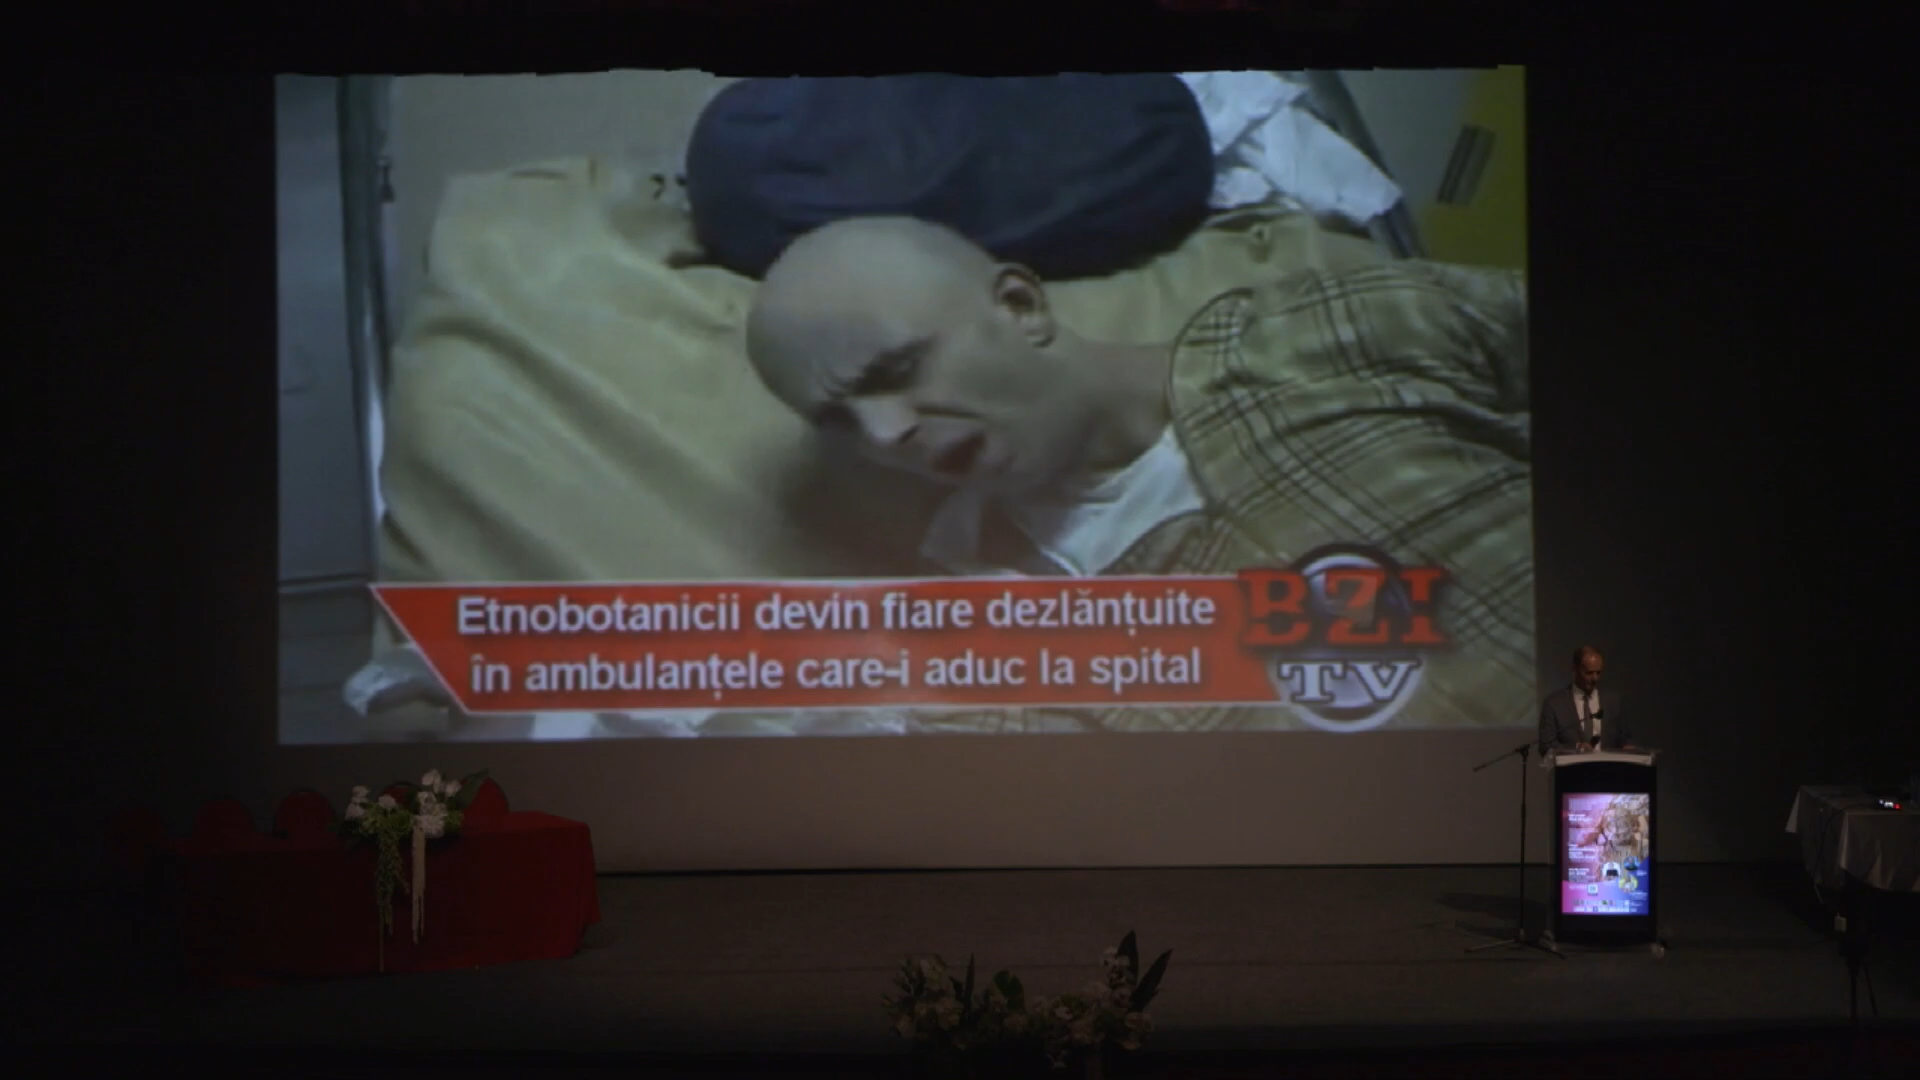 Etnobotanicii devin fiare dezlănțuite
în ambulanțele care-i aduc la spital
BZI
TV